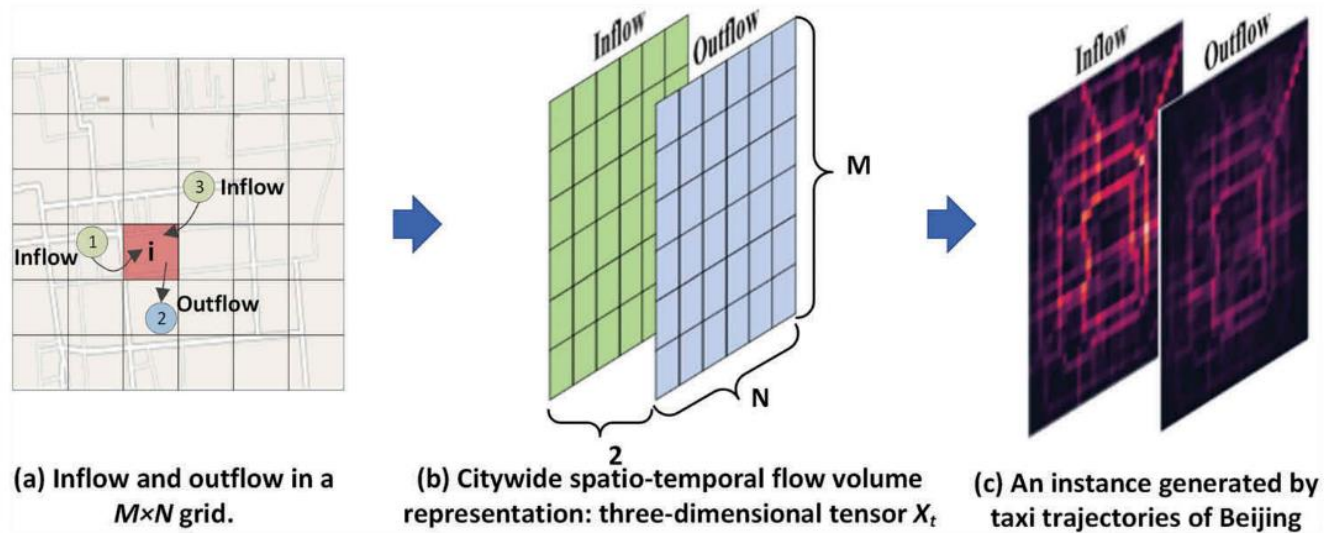 3
Inflow
1
i
Inflow
Outflow
2
(a) Inflow and outflow in a
M×N grid.
Inflow
Outflow
M
N
2
(b) Citywide spatio-temporal flow volume
representation: three-dimensional tensor Xt
Inflow
Outflow
(c) An instance generated by
taxi trajectories of Beijing